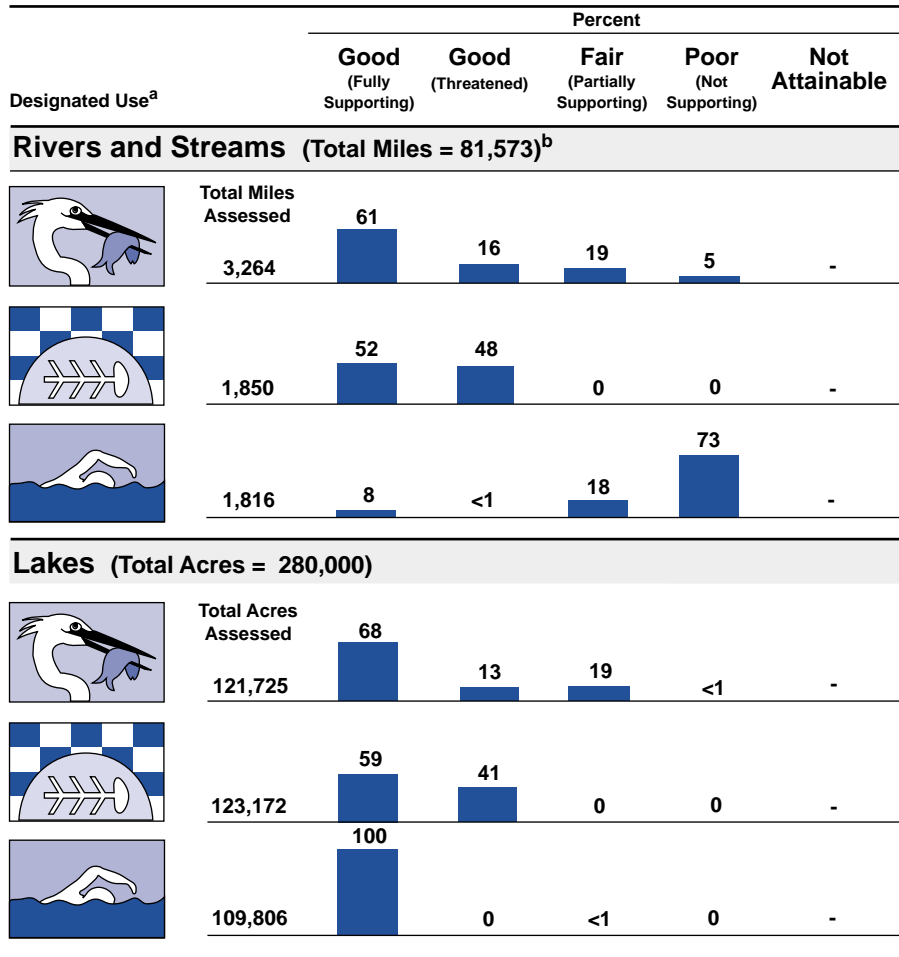 Percent
Designated Useᵃ
Good (Fully Supporting)
Good (Threatened)
Fair (Partially Supporting)
Poor (Not Supporting)
Not Attainable
Rivers and Streams (Total Miles = 81,573)ᵇ
Total Miles
Assessed
61
16
19
5
3,264
-
52
48
1,850
0
0
-
73
18
1,816
8
<1
-
Lakes (Total Acres = 280,000)
Total Acres
Assessed
68
13
19
121,725
<1
-
59
41
123,172
0
0
-
100
109,806
0
<1
0
-